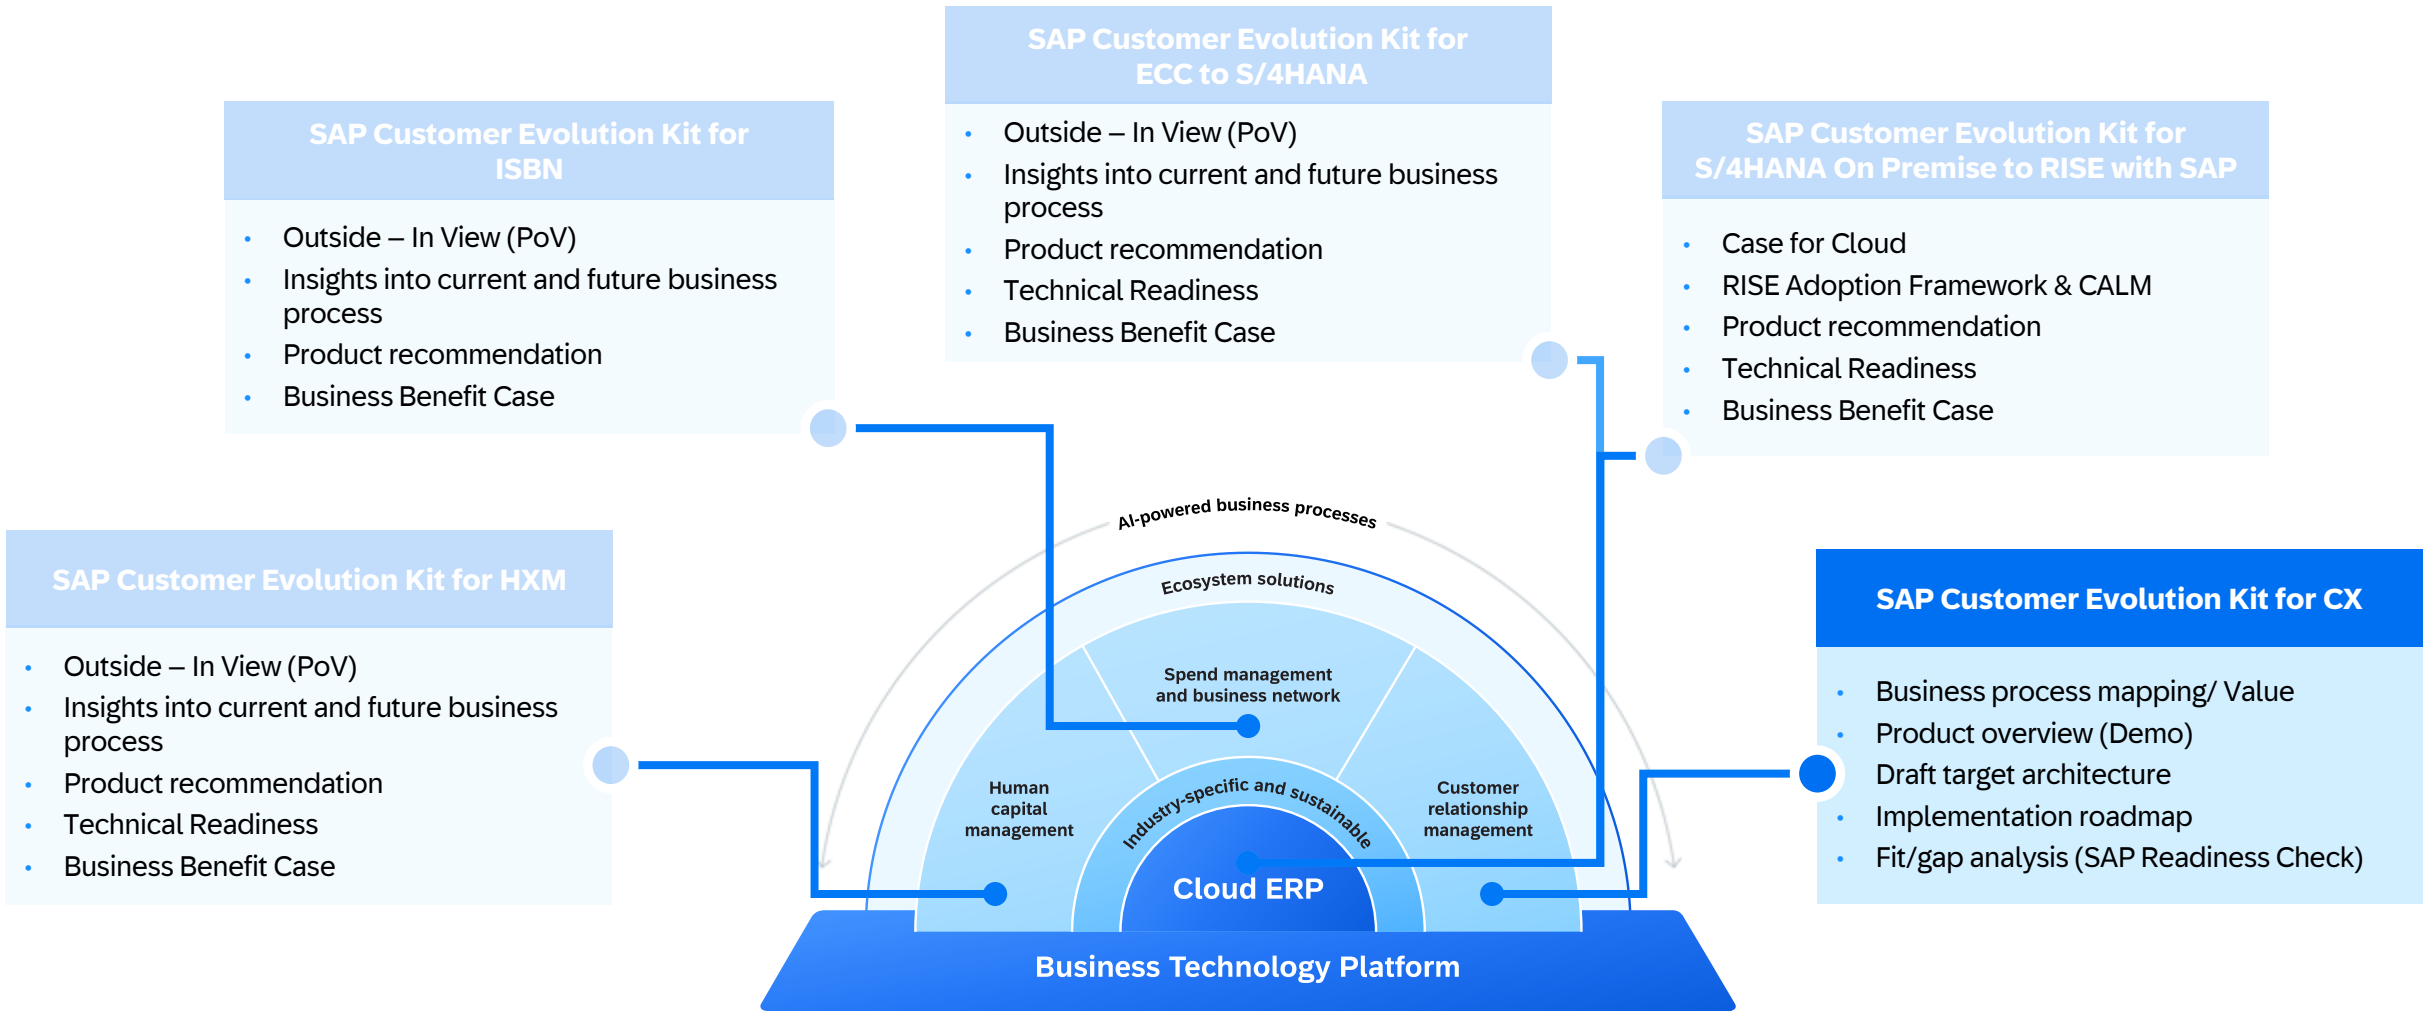 SAP Customer Evolution Kit for
ECC to S/4HANA
• Outside – In View (PoV)
• Insights into current and future business
process
• Product recommendation
• Technical Readiness
• Business Benefit Case
SAP Customer Evolution Kit for
ISBN
• Outside – In View (PoV)
• Insights into current and future business
process
• Product recommendation
• Business Benefit Case
SAP Customer Evolution Kit for
S/4HANA On Premise to RISE with SAP
• Case for Cloud
• RISE Adoption Framework & CALM
• Product recommendation
• Technical Readiness
• Business Benefit Case
SAP Customer Evolution Kit for HXM
• Outside – In View (PoV)
• Insights into current and future business
process
• Product recommendation
• Technical Readiness
• Business Benefit Case
AI-powered business processes
Ecosystem solutions
Spend management
and business network
Human
capital
management
Industry-specific and sustainable
Customer
relationship
management
Cloud ERP
Business Technology Platform
SAP Customer Evolution Kit for CX
• Business process mapping/ Value
• Product overview (Demo)
Draft target architecture
• Implementation roadmap
• Fit/gap analysis (SAP Readiness Check)